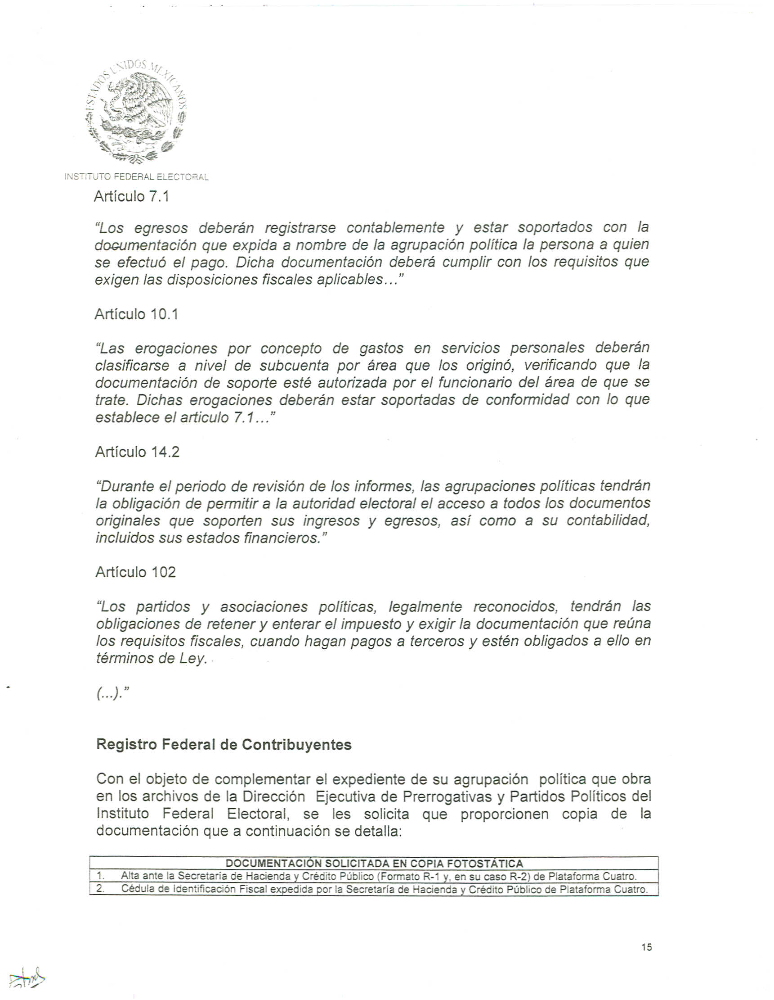 ESTADOS UNIDOS MEXICANOS
INSTITUTO FEDERAL ELECTORAL
Artículo 7.1
“Los egresos deberán registrarse contablemente y estar soportados con la
documentación que expida a nombre de la agrupación política la persona a quien
se efectuó el pago. Dicha documentación deberá cumplir con los requisitos que
exigen las disposiciones fiscales aplicables…”
Artículo 10.1
“Las erogaciones por concepto de gastos en servicios personales deberán
clasificarse a nivel de subcuenta por área que los originó, verificando que la
documentación de soporte esté autorizada por el funcionario del área de que se
trate. Dichas erogaciones deberán estar soportadas de conformidad con lo que
establece el articulo 7.1…”
Artículo 14.2
“Durante el periodo de revisión de los informes, las agrupaciones políticas tendrán
la obligación de permitir a la autoridad electoral el acceso a todos los documentos
originales que soporten sus ingresos y egresos, así como a su contabilidad,
incluidos sus estados financieros.”
Artículo 102
“Los partidos y asociaciones políticas, legalmente reconocidos, tendrán las
obligaciones de retener y enterar el impuesto y exigir la documentación que reúna
los requisitos fiscales, cuando hagan pagos a terceros y estén obligados a ello en
términos de Ley.
(...).”
Registro Federal de Contribuyentes
Con el objeto de complementar el expediente de su agrupación política que obra
en los archivos de la Dirección Ejecutiva de Prerrogativas y Partidos Políticos del
Instituto Federal Electoral, se les solicita que proporcionen copia de la
documentación que a continuación se detalla:
DOCUMENTACIÓN SOLICITADA EN COPIA FOTOSTÁTICA
1. Alta ante la Secretaría de Hacienda y Crédito Público (Formato R-1 y, en su caso R-2) de Plataforma Cuatro.
2. Cédula de Identificación Fiscal expedida por la Secretaría de Hacienda y Crédito Público de Plataforma Cuatro.
15